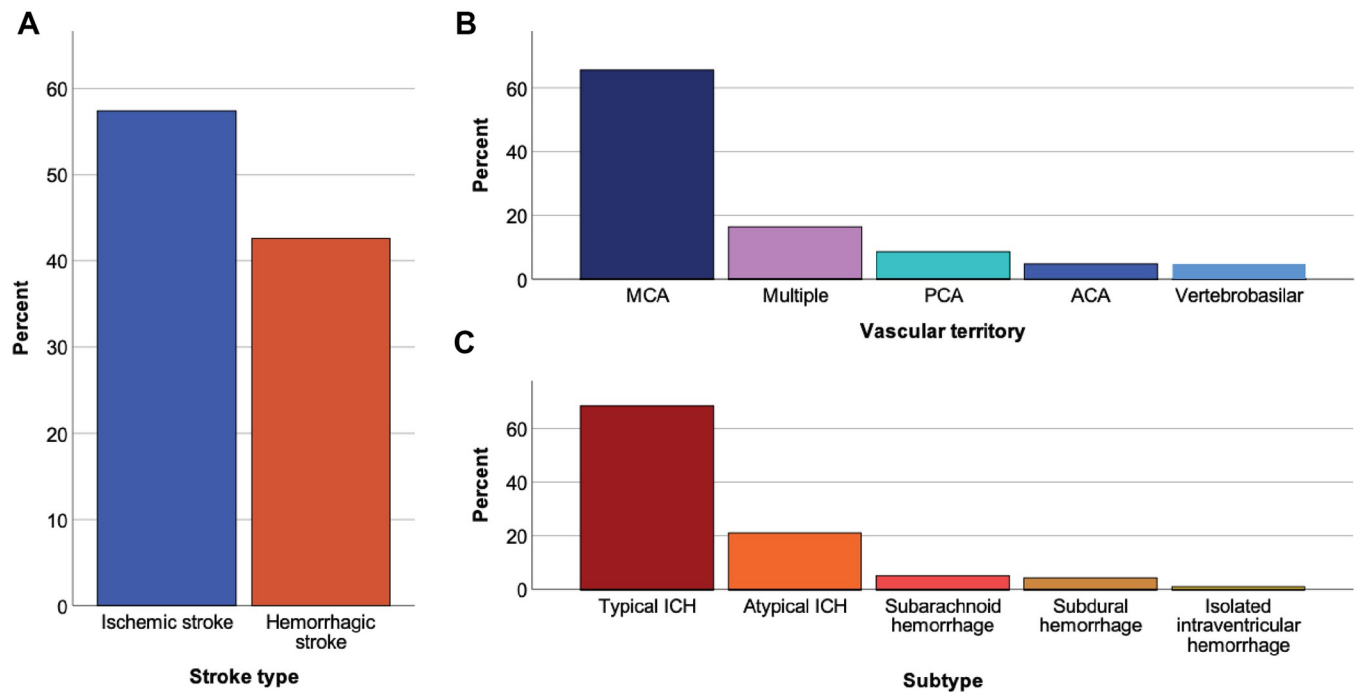 A
Percent
60
50
40
30
20
10
0
Ischemic stroke
Hemorrhagic
stroke
Stroke type
B
Percent
60
40
20
0
MCA
Multiple
PCA
ACA
Vertebrobasilar
Vascular territory
C
Percent
60
40
20
0
Typical ICH
Atypical ICH
Subarachnoid
hemorrhage
Subdural
hemorrhage
Isolated
intraventricular
hemorrhage
Subtype